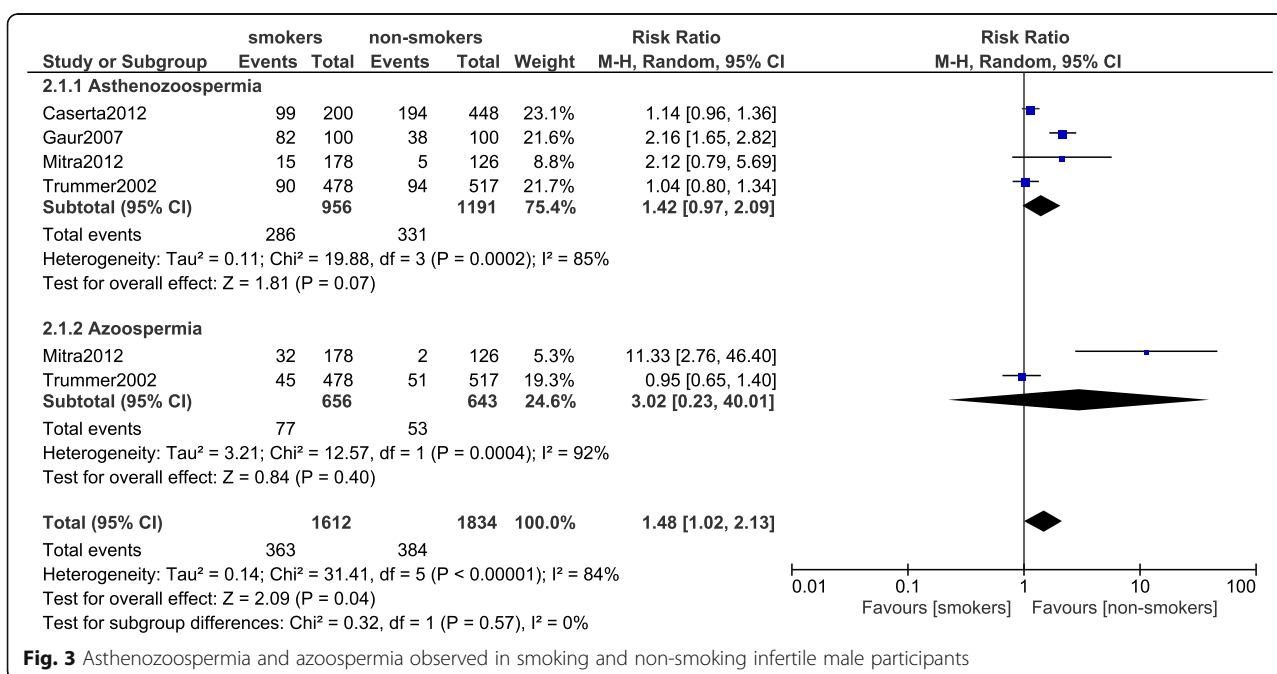 smokers non-smokers Risk Ratio Risk Ratio
Study or Subgroup Events Total Events Total Weight M-H, Random, 95% CI M-H, Random, 95% CI
2.1.1 Asthenozoospermia
Caserta2012 99 200 194 448 23.1% 1.14 [0.96, 1.36]
Gaur2007 82 100 38 100 21.6% 2.16 [1.65, 2.82]
Mitra2012 15 178 5 126 8.8% 2.12 [0.79, 5.69]
Trummer2002 90 478 94 517 21.7% 1.04 [0.80, 1.34]
Subtotal (95% CI) 956 1191 75.4% 1.42 [0.97, 2.09]
Total events 286 331
Heterogeneity: Tau² = 0.11; Chi² = 19.88, df = 3 (P = 0.0002); I² = 85%
Test for overall effect: Z = 1.81 (P = 0.07)
2.1.2 Azoospermia
Mitra2012 32 178 2 126 5.3% 11.33 [2.76, 46.40]
Trummer2002 45 478 51 517 19.3% 0.95 [0.65, 1.40]
Subtotal (95% CI) 656 643 24.6% 3.02 [0.23, 40.01]
Total events 77 53
Heterogeneity: Tau² = 3.21; Chi² = 12.57, df = 1 (P = 0.0004); I² = 92%
Test for overall effect: Z = 0.84 (P = 0.40)
Total (95% CI) 1612 1834 100.0% 1.48 [1.02, 2.13]
Total events 363 384
Heterogeneity: Tau² = 0.14; Chi² = 31.41, df = 5 (P < 0.00001); I² = 84%
Test for overall effect: Z = 2.09 (P = 0.04)
Test for subgroup differences: Chi² = 0.32, df = 1 (P = 0.57), I² = 0%
0.01 0.1 1 10 100
Favours [smokers] Favours [non-smokers]
Fig. 3 Asthenozoospermia and azoospermia observed in smoking and non-smoking infertile male participants